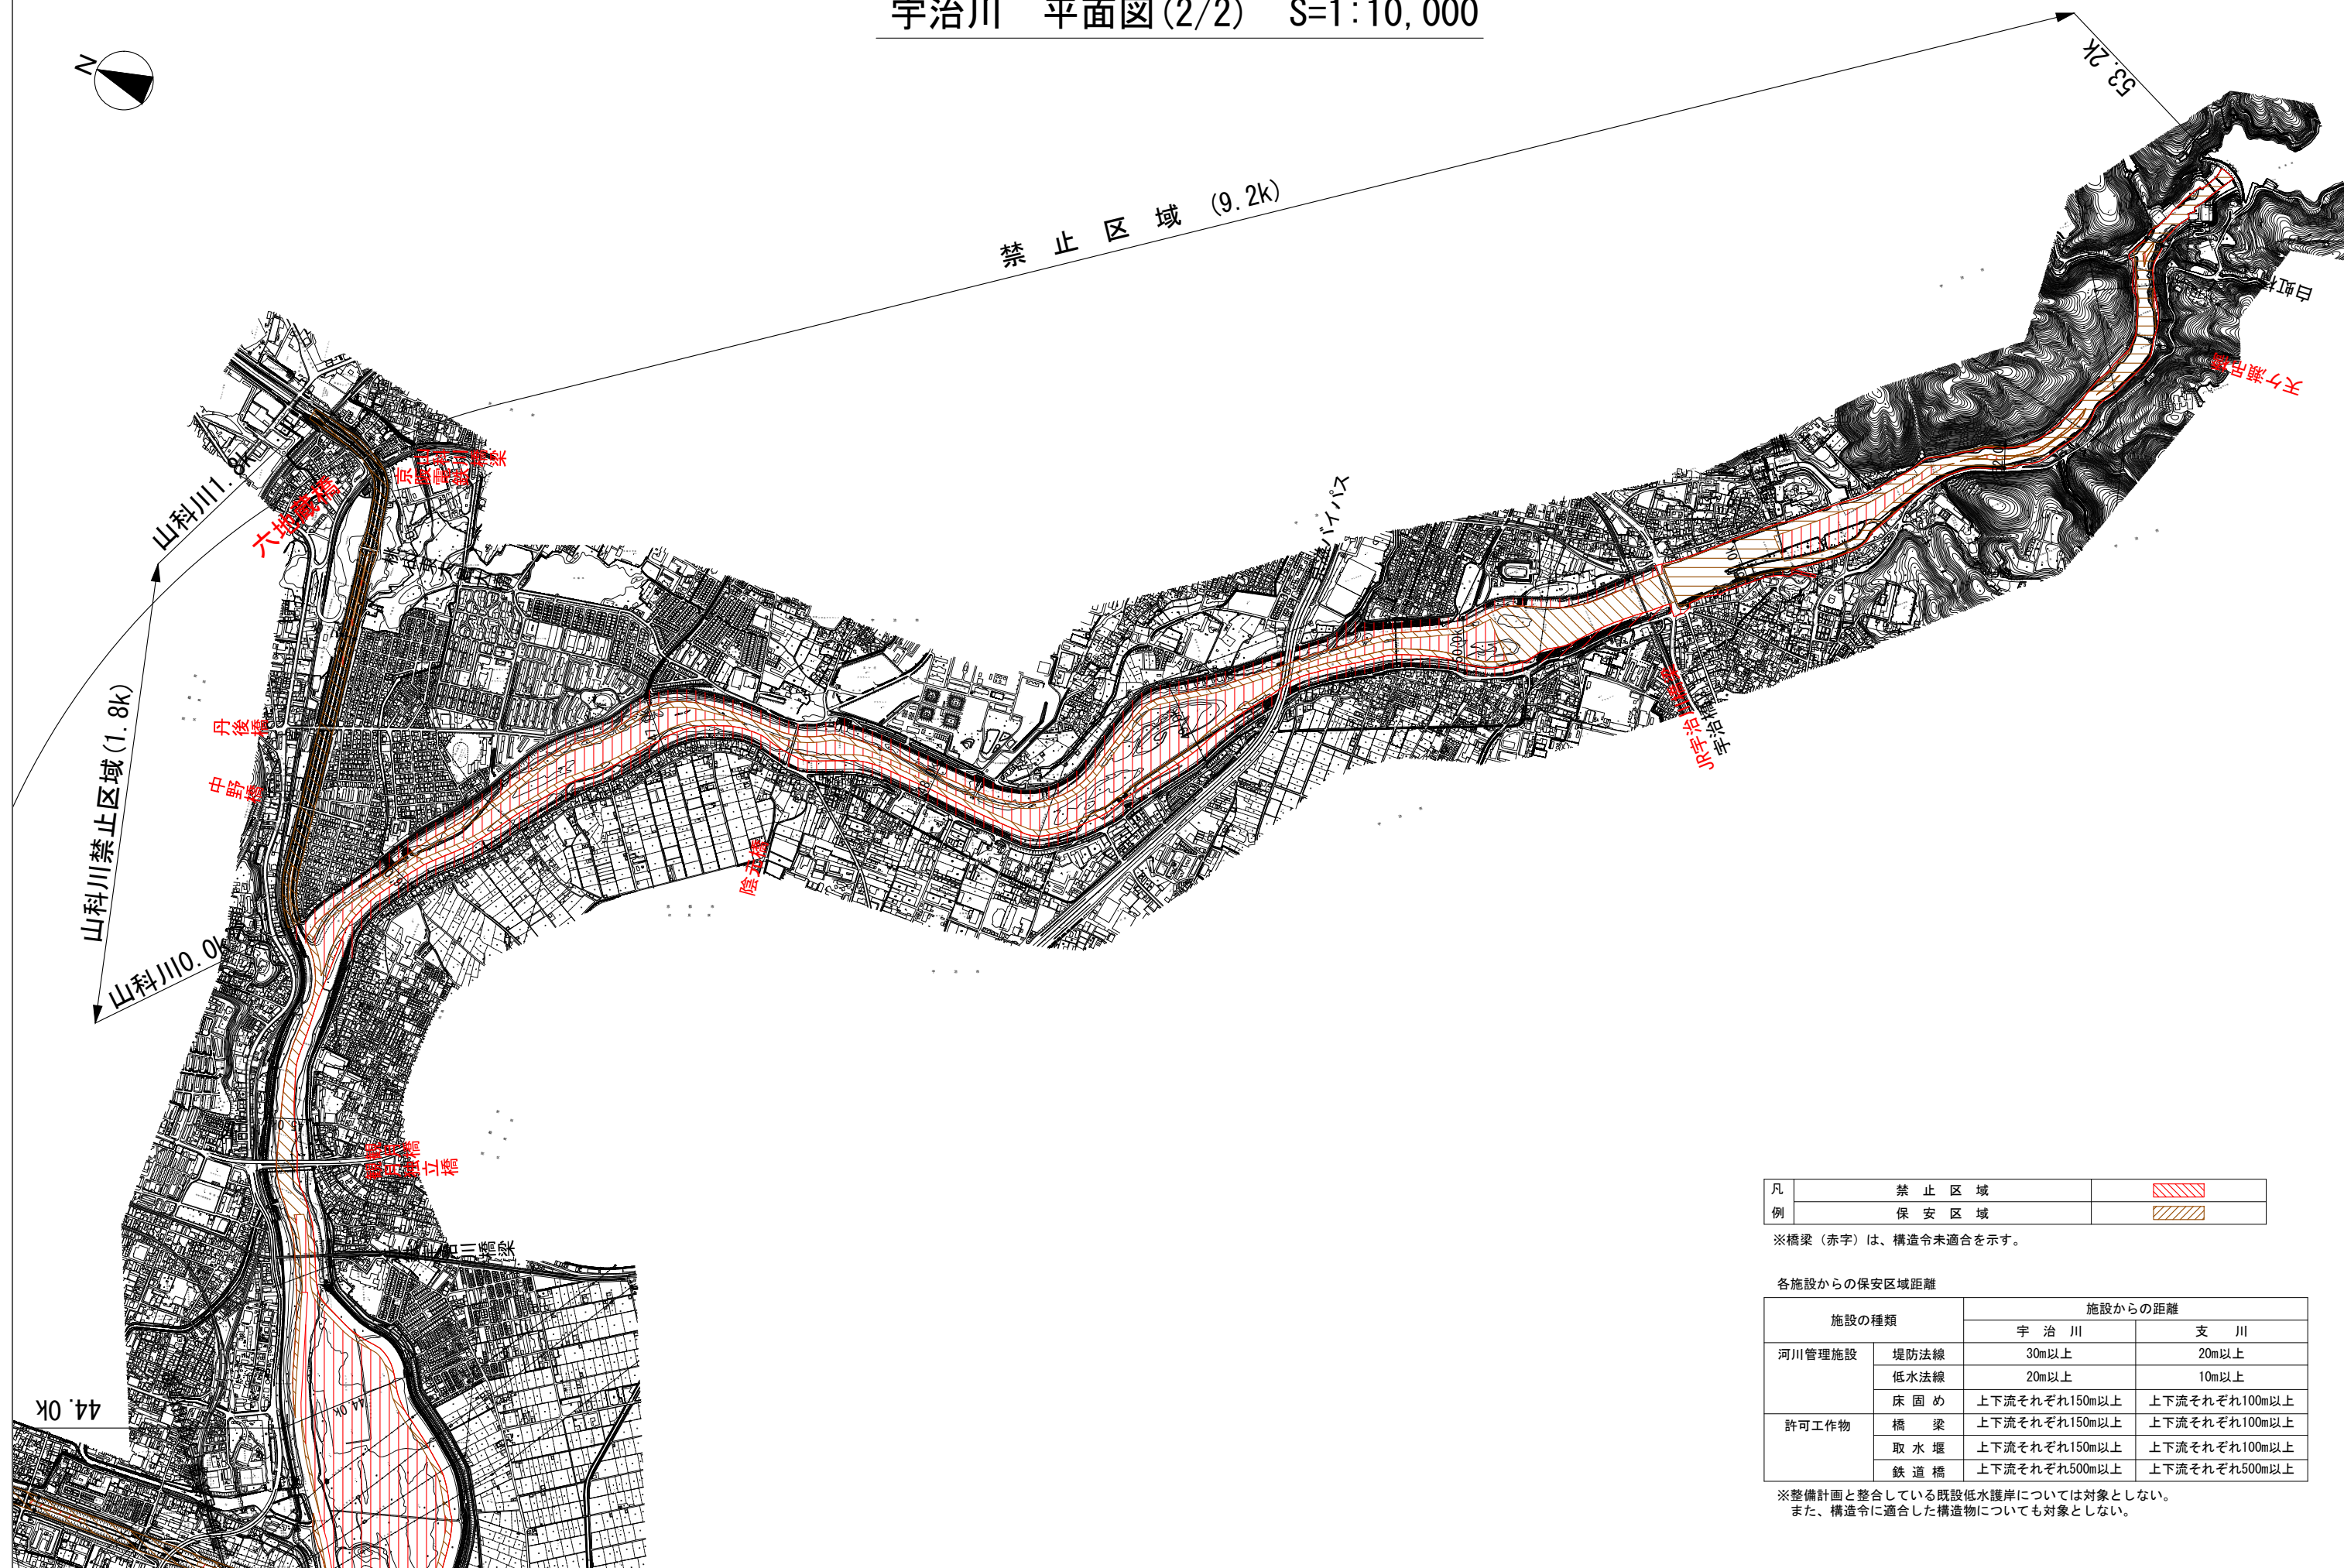 宇治川　平面図(2/2)　S=1:10,000
N
53.2k
禁 止 区 域 (9.2k)
白虹橋
天ケ瀬吊橋
山科川1.8k
六地蔵橋
山科川禁止区域(1.8k)
丹後橋
中野橋
山科川0.0k
隠元橋
バイパス
50.0k
JR宇治川橋梁
宇治橋
44.0k
44.0k
凡例
禁 止 区 域
保 安 区 域
※橋梁（赤字）は、構造令未適合を示す。
各施設からの保安区域距離
施設の種類
施設からの距離
宇 治 川
支 川
河川管理施設
堤防法線 30m以上 20m以上
低水法線 20m以上 10m以上
床 固 め 上下流それぞれ150m以上 上下流それぞれ100m以上
許可工作物
橋 梁 上下流それぞれ150m以上 上下流それぞれ100m以上
取 水 堰 上下流それぞれ150m以上 上下流それぞれ100m以上
鉄 道 橋 上下流それぞれ500m以上 上下流それぞれ500m以上
※整備計画と整合している既設低水護岸については対象としない。
また、構造令に適合した構造物についても対象としない。